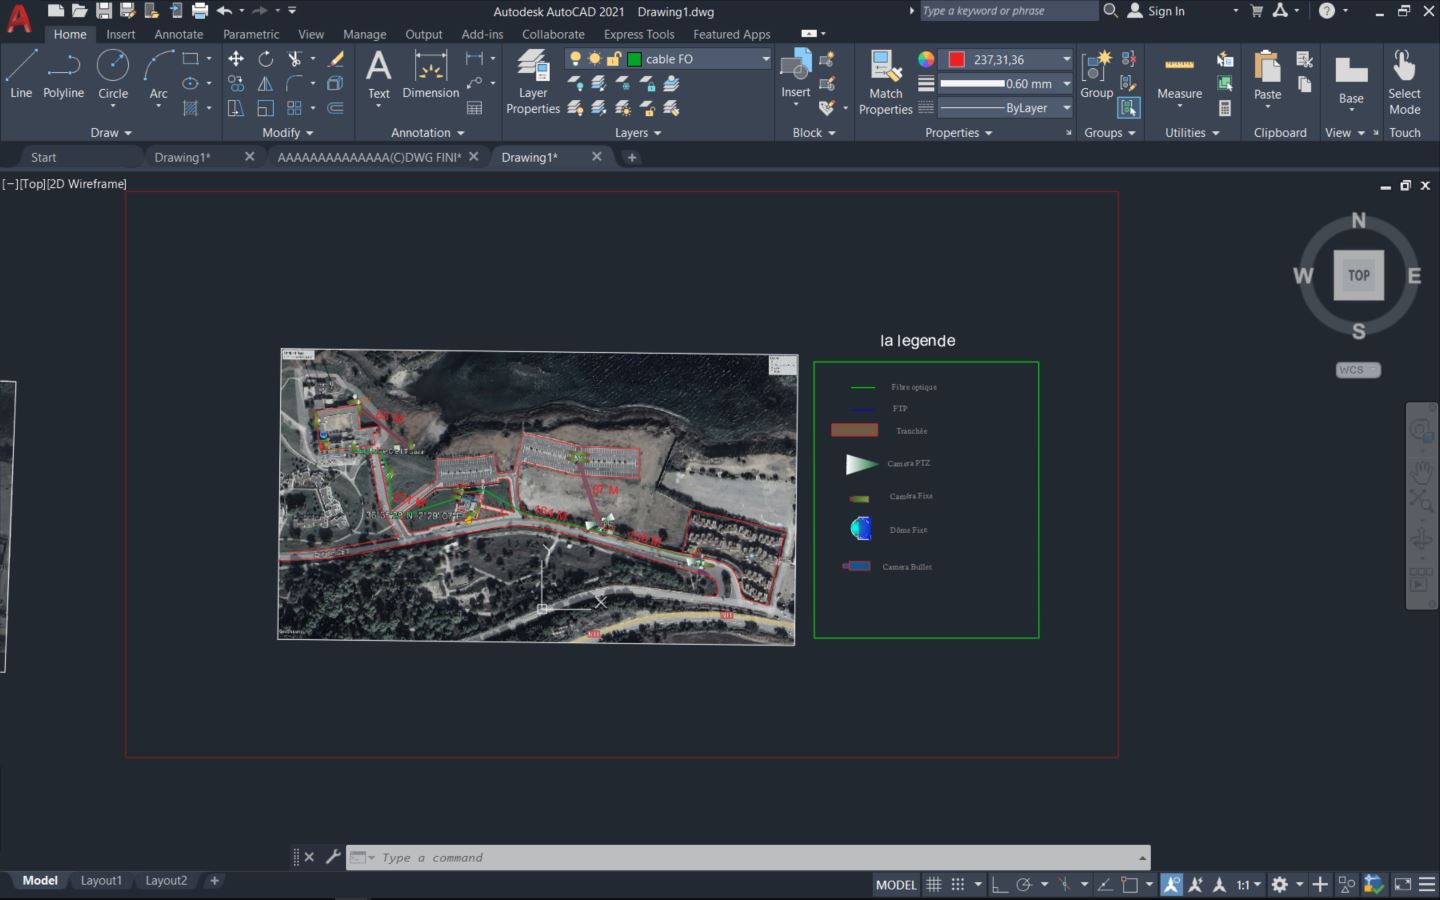 Autodesk AutoCAD 2021 Drawing1.dwg
Type a keyword or phrase
Sign In
Home Insert Annotate Parametric View Manage Output Add-ins Collaborate Express Tools Featured Apps
Line Polyline Circle Arc
Text Dimension
Layer Properties
cable FO
Insert
Match Properties
237,31,36
0.60 mm
ByLayer
Group
Measure
Paste
Base
Select Mode
Draw Modify Annotation Layers Block Properties Groups Utilities Clipboard View Touch
Start Drawing1* AAAAAAAAAAAAAA(C)DWG FINI* Drawing1*
[−][Top][2D Wireframe]
N
W TOP E
S
WCS
la legende
Fibre optique
FTP
Tranchée
Camera PTZ
Caméra Fixe
Dôme Fixe
Camera Bullet
87 M
Y
X
Type a command
Model Layout1 Layout2
MODEL
1:1